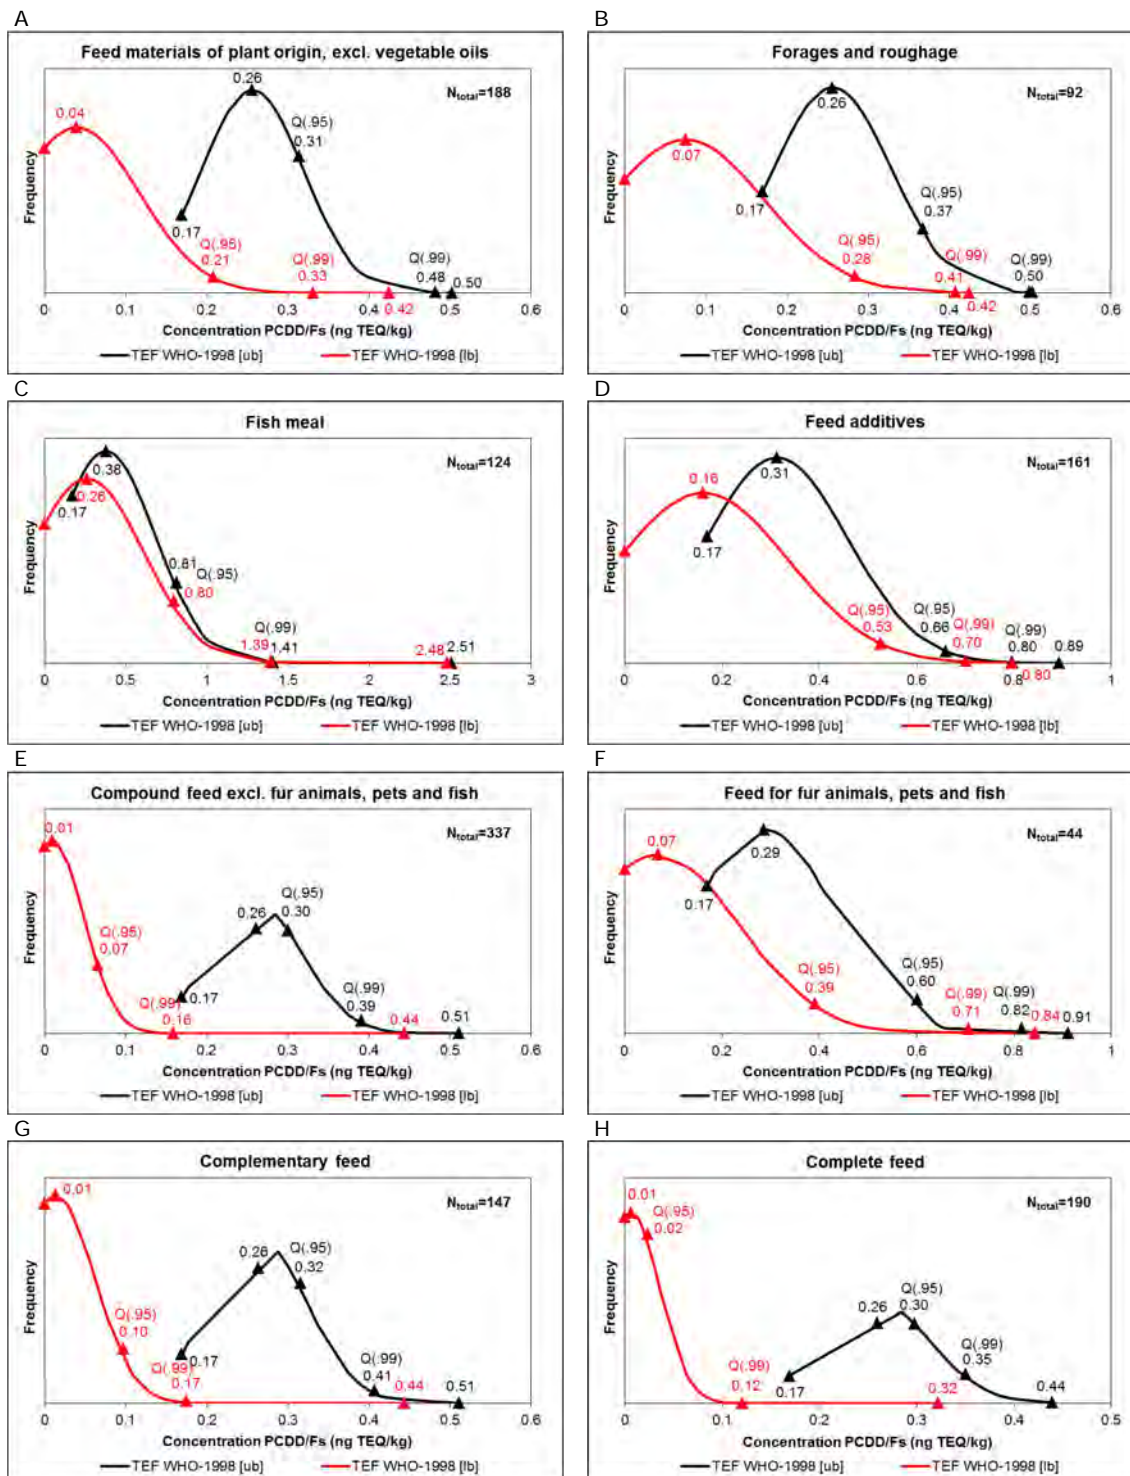 A
Feed materials of plant origin, excl. vegetable oils
N_total=188
0.26
0.04
Q(.95)
0.31
0.17
Q(.95)
0.21
Q(.99)
0.33
Q(.99)
0.48
0.50
0.42
Frequency
0 0.1 0.2 0.3 0.4 0.5 0.6
Concentration PCDD/Fs (ng TEQ/kg)
TEF WHO-1998 [ub] TEF WHO-1998 [lb]
B
Forages and roughage
N_total=92
0.26
0.07
0.17
Q(.95)
0.37
Q(.95)
0.28
Q(.99)
0.41
Q(.99)
0.50
0.42
Frequency
0 0.1 0.2 0.3 0.4 0.5 0.6
Concentration PCDD/Fs (ng TEQ/kg)
TEF WHO-1998 [ub] TEF WHO-1998 [lb]
C
Fish meal
N_total=124
0.38
0.26
0.17
0.81
Q(.95)
0.80
Q(.99)
1.39
1.41
2.48
2.51
Frequency
0 0.5 1 1.5 2 2.5 3
Concentration PCDD/Fs (ng TEQ/kg)
TEF WHO-1998 [ub] TEF WHO-1998 [lb]
D
Feed additives
N_total=161
0.31
0.16
0.17
Q(.95)
0.53
Q(.95)
0.66
Q(.99)
0.70
Q(.99)
0.80
0.89
0.80
Frequency
0 0.2 0.4 0.6 0.8 1
Concentration PCDD/Fs (ng TEQ/kg)
TEF WHO-1998 [ub] TEF WHO-1998 [lb]
E
Compound feed excl. fur animals, pets and fish
N_total=337
0.01
Q(.95)
0.07
0.26
Q(.95)
0.30
0.17
Q(.99)
0.16
Q(.99)
0.39
0.44
0.51
Frequency
0 0.1 0.2 0.3 0.4 0.5 0.6
Concentration PCDD/Fs (ng TEQ/kg)
TEF WHO-1998 [ub] TEF WHO-1998 [lb]
F
Feed for fur animals, pets and fish
N_total=44
0.07
0.29
0.17
Q(.95)
0.39
Q(.95)
0.60
Q(.99)
0.71
Q(.99)
0.82
0.84
0.91
Frequency
0 0.2 0.4 0.6 0.8 1
Concentration PCDD/Fs (ng TEQ/kg)
TEF WHO-1998 [ub] TEF WHO-1998 [lb]
G
Complementary feed
N_total=147
0.01
0.26
Q(.95)
0.32
Q(.95)
0.10
0.17
Q(.99)
0.17
Q(.99)
0.41
0.44
0.51
Frequency
0 0.1 0.2 0.3 0.4 0.5 0.6
Concentration PCDD/Fs (ng TEQ/kg)
TEF WHO-1998 [ub] TEF WHO-1998 [lb]
H
Complete feed
N_total=190
0.01
Q(.95)
0.02
0.26
Q(.95)
0.30
Q(.99)
0.35
Q(.99)
0.12
0.17
0.32
0.44
Frequency
0 0.1 0.2 0.3 0.4 0.5
Concentration PCDD/Fs (ng TEQ/kg)
TEF WHO-1998 [ub] TEF WHO-1998 [lb]